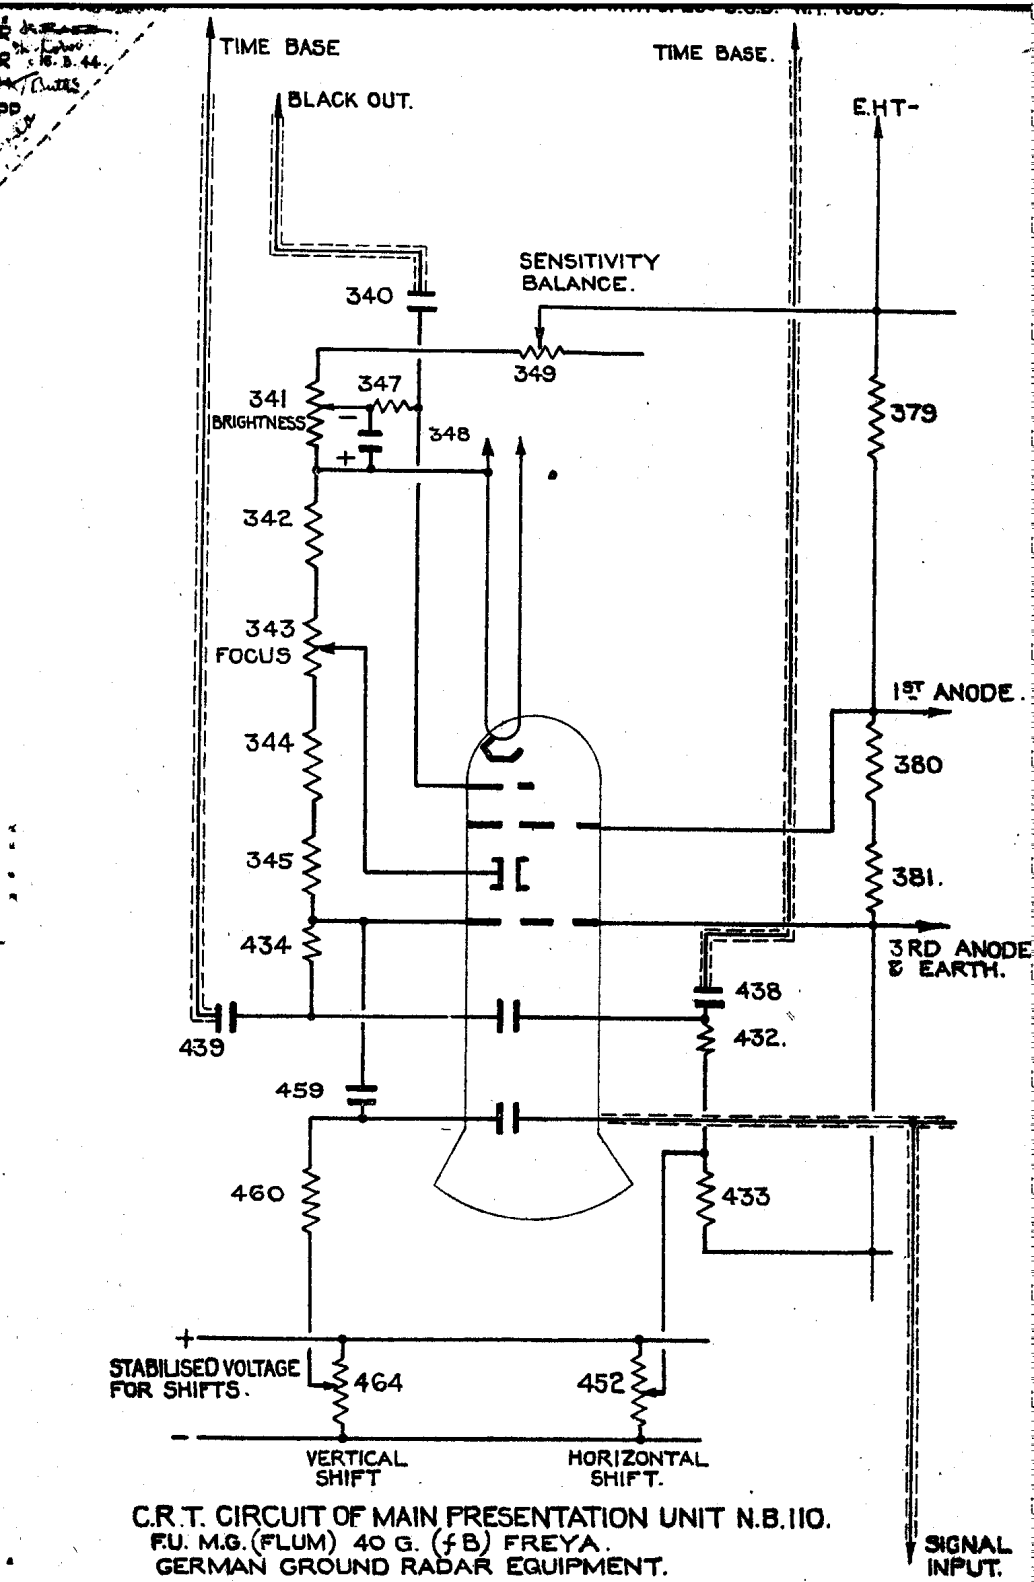 TIME BASE
TIME BASE.
BLACK OUT.
E.HT-
SENSITIVITY
BALANCE.
340
349
341
BRIGHTNESS
347
-
348
+
379
342
343
FOCUS
1ST ANODE.
344
380
345
381.
434
3RD ANODE
& EARTH.
438
432.
439
459
460
433
+
STABILISED VOLTAGE
FOR SHIFTS.
464
452
-
VERTICAL
SHIFT
HORIZONTAL
SHIFT.
C.R.T. CIRCUIT OF MAIN PRESENTATION UNIT N.B.110.
F.U. M.G.(FLUM) 40 G. (f B) FREYA.
GERMAN GROUND RADAR EQUIPMENT.
SIGNAL
INPUT.